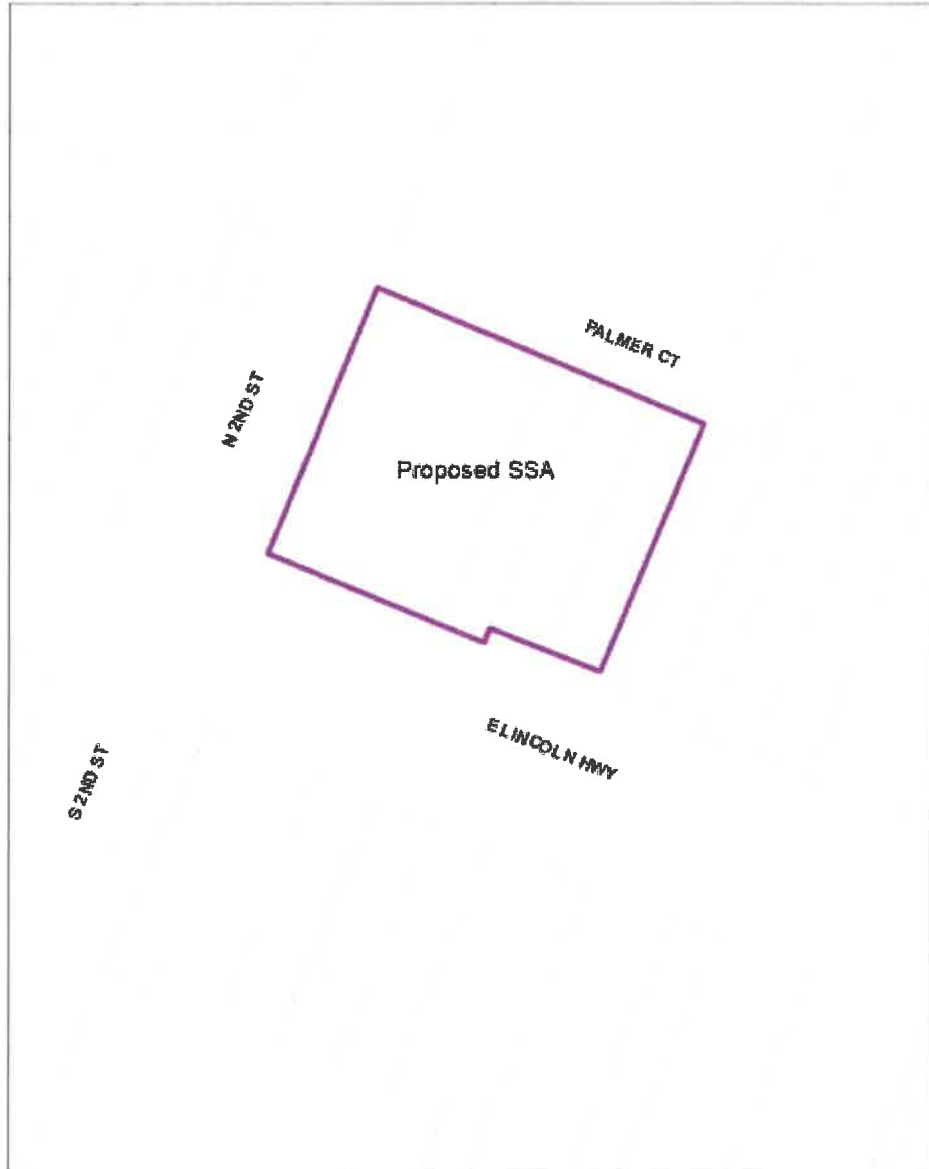 PALMER CT
N 2ND ST
Proposed SSA
E LINCOLN HWY
S 2ND ST